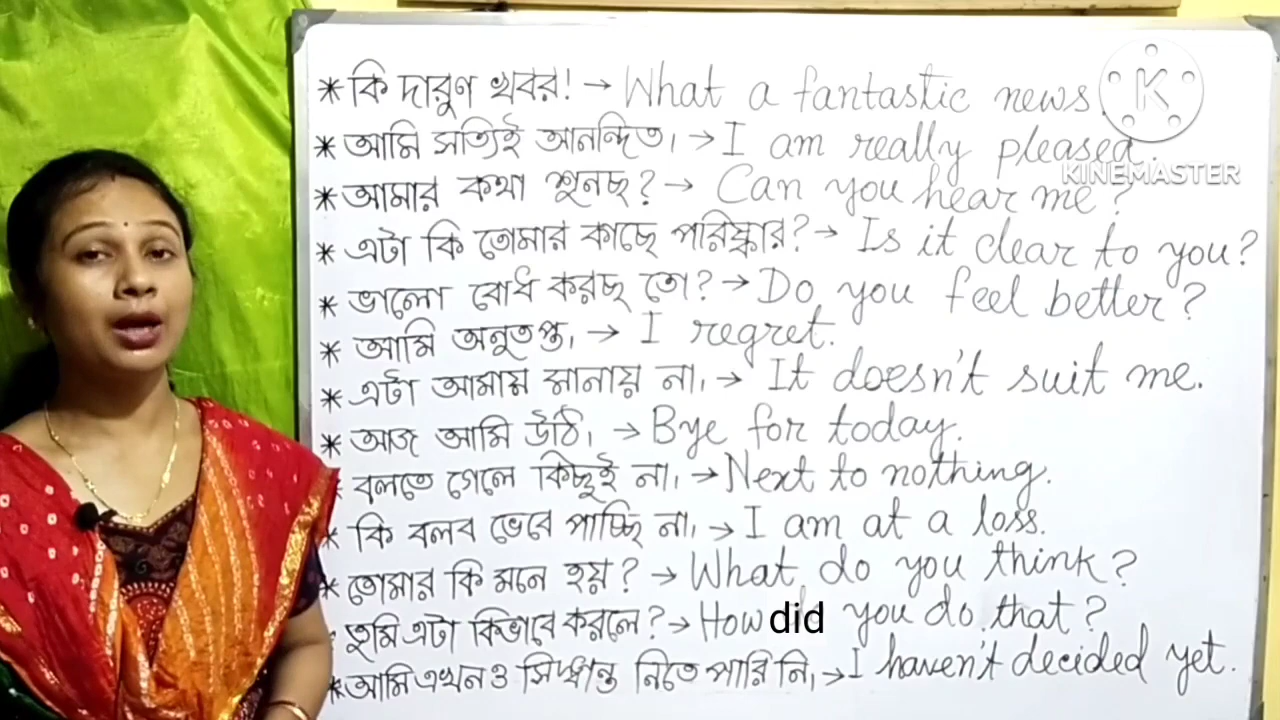 * কি দারুণ খবর! → What a fantastic news
* আমি সত্যিই আনন্দিত। → I am really pleased.
KINEMASTER
* আমার কথা শুনছ? → Can you hear me?
* এটা কি তোমার কাছে পরিষ্কার? → Is it clear to you?
* ভালো বোধ করছ তো? → Do you feel better?
* আমি অনুতপ্ত। → I regret.
* এটা আমায় মানায় না। → It doesn't suit me.
* আজ আমি উঠি। → Bye for today.
* বলতে গেলে কিছুই না। → Next to nothing.
* কি বলব ভেবে পাচ্ছি না। → I am at a loss.
* তোমার কি মনে হয়? → What do you think?
* তুমি এটা কিভাবে করলে? → How did you do that?
* আমি এখনও সিদ্ধান্ত নিতে পারি নি। → I haven't decided yet.